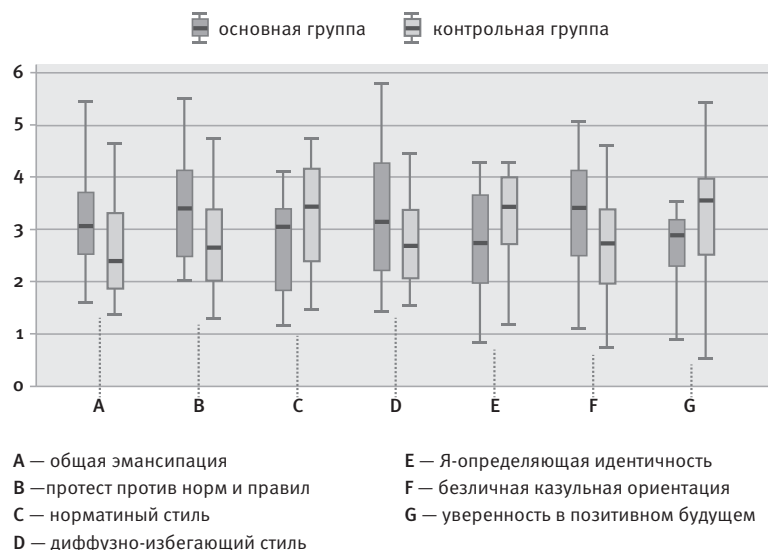 основная группа контрольная группа
6
5
4
3
2
1
0
A B C D E F G
A — общая эмансипация
B —протест против норм и правил
C — норматиный стиль
D — диффузно-избегающий стиль
E — Я-определяющая идентичность
F — безличная казульная ориентация
G — уверенность в позитивном будущем